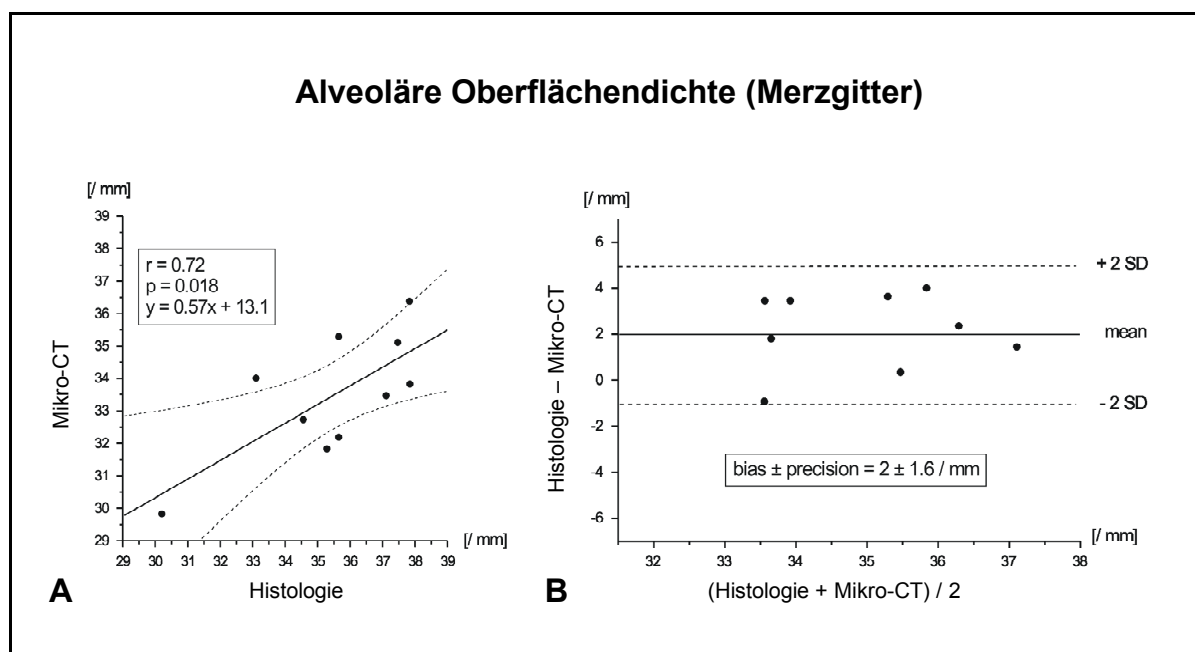 Alveoläre Oberflächendichte (Merzgitter)
[/ mm]
39
38
37
36
35
34
33
32
31
30
29
r = 0.72
p = 0.018
y = 0.57x + 13.1
Mikro-CT
29 30 31 32 33 34 35 36 37 38 39
[/ mm]
A
Histologie
[/ mm]
6
4
2
0
-2
-4
-6
+ 2 SD
mean
- 2 SD
Histologie – Mikro-CT
bias ± precision = 2 ± 1.6 / mm
[/ mm]
32 33 34 35 36 37 38
B
(Histologie + Mikro-CT) / 2